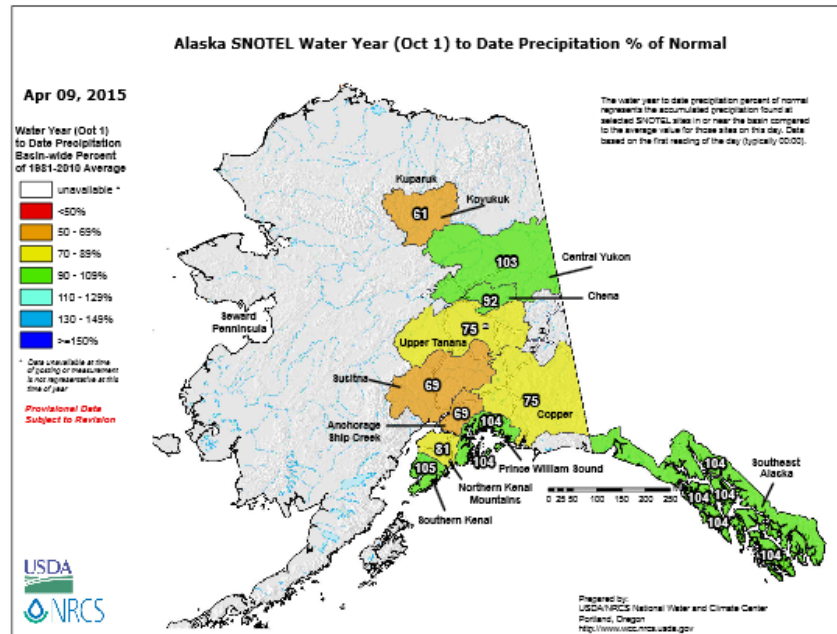 Alaska SNOTEL Water Year (Oct 1) to Date Precipitation % of Normal
Apr 09, 2015
The water year to date precipitation percent of normal
represents the accumulated precipitation found at
selected SNOTEL sites in or near the basin compared
to the average value for those sites on this day. Data
based on the first reading of the day (typically 00:00).
Water Year (Oct 1)
to Date Precipitation
Basin-wide Percent
of 1981-2010 Average
unavailable *
<50%
50 - 69%
70 - 89%
90 - 109%
110 - 129%
130 - 149%
>=150%
* Data unavailable at time
of posting or measurement
is not representative at this
time of year
Provisional Data
Subject to Revision
Kuparuk
Koyukuk
61
103
Central Yukon
92
Chena
Seward
Penninsula
75
Upper Tanana
Susitna
69
69
75
Copper
Anchorage
Ship Creek
104
81
104
Prince William Sound
105
Northern Kenai
Mountains
Southern Kenai
Southeast
Alaska
104
104
104
104
104
0 25 50 100 150 200 250
USDA
NRCS
Prepared by:
USDA/NRCS National Water and Climate Center
Portland, Oregon
http://www.wcc.nrcs.usda.gov